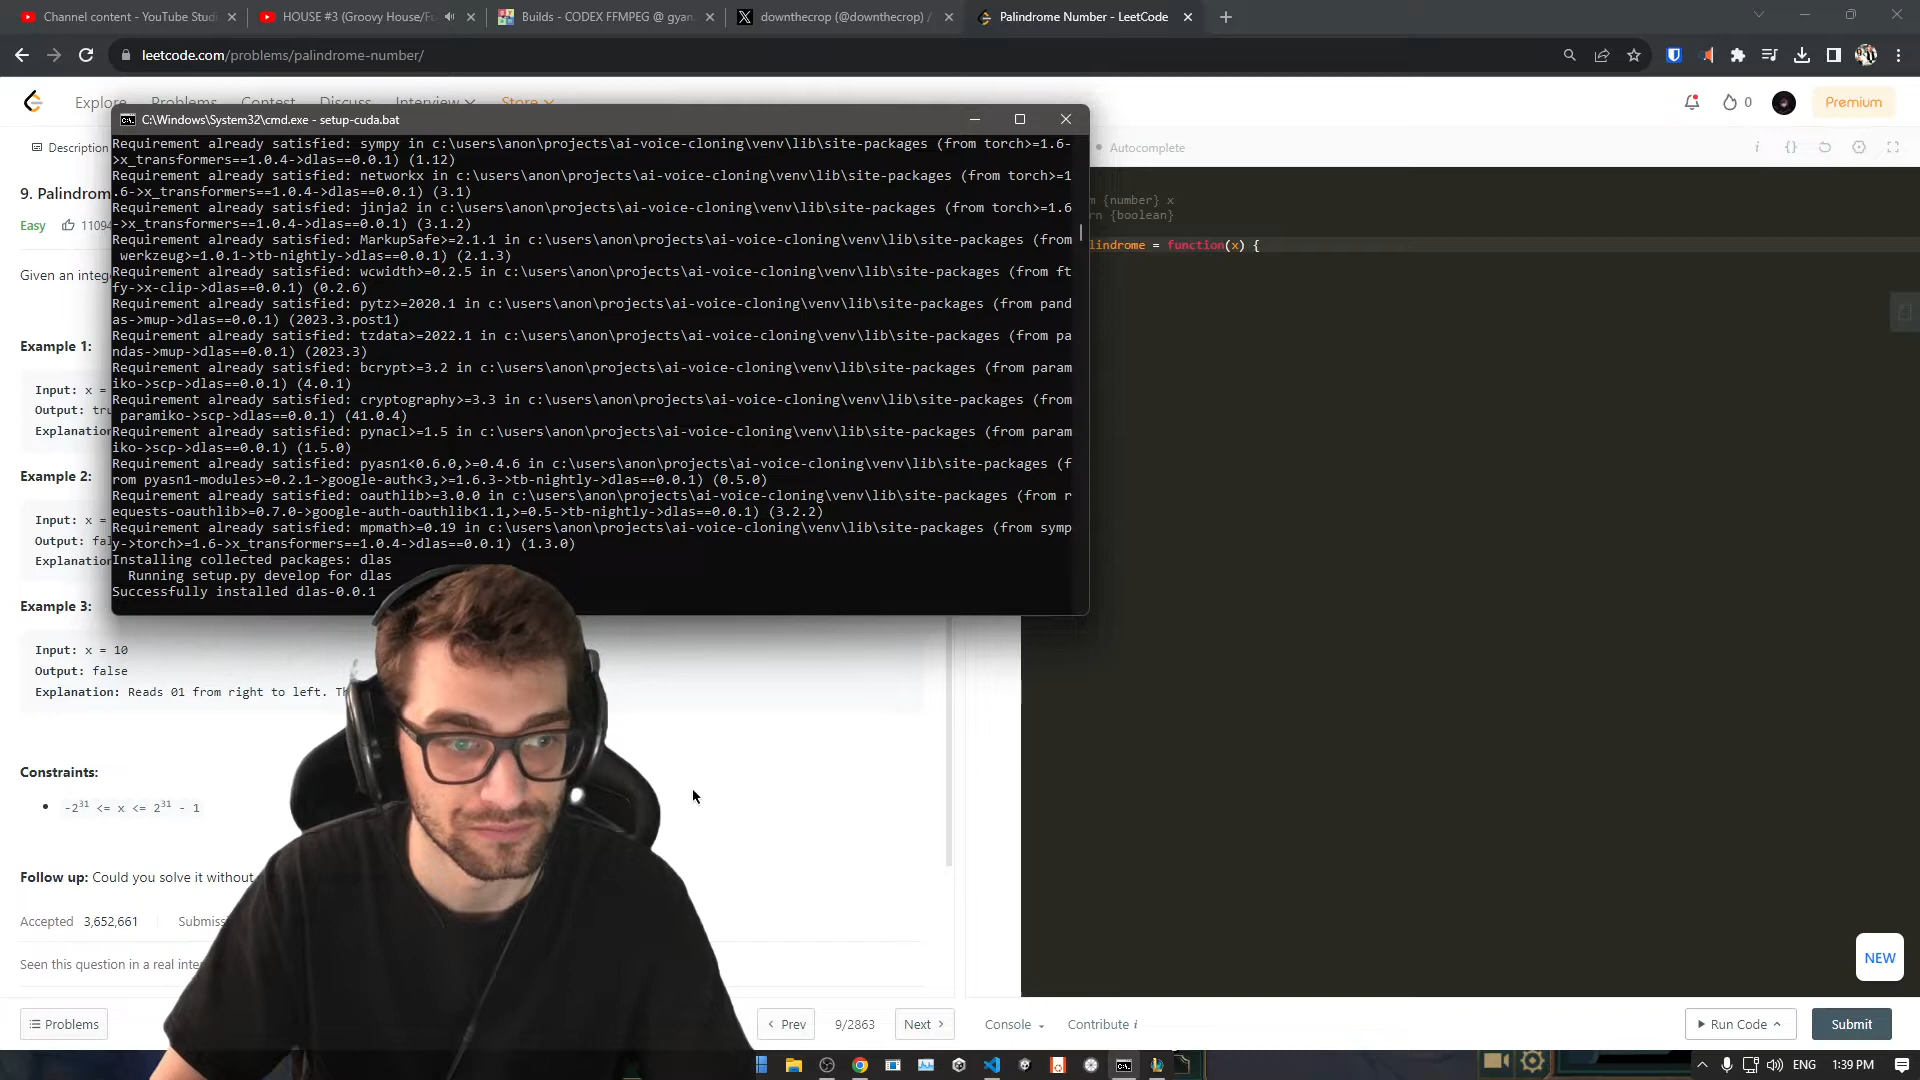 Channel content - YouTube Studi
HOUSE #3 (Groovy House/Fu
Builds - CODEX FFMPEG @ gyan.
downthecrop (@downthecrop) /
Palindrome Number - LeetCode
leetcode.com/problems/palindrome-number/
Explore Problems Contest Discuss Interview Store
0
Premium
C:\Windows\System32\cmd.exe - setup-cuda.bat
Requirement already satisfied: sympy in c:\users\anon\projects\ai-voice-cloning\venv\lib\site-packages (from torch>=1.6-
>x_transformers==1.0.4->dlas==0.0.1) (1.12)
Requirement already satisfied: networkx in c:\users\anon\projects\ai-voice-cloning\venv\lib\site-packages (from torch>=1
.6->x_transformers==1.0.4->dlas==0.0.1) (3.1)
Requirement already satisfied: jinja2 in c:\users\anon\projects\ai-voice-cloning\venv\lib\site-packages (from torch>=1.6
->x_transformers==1.0.4->dlas==0.0.1) (3.1.2)
Requirement already satisfied: MarkupSafe>=2.1.1 in c:\users\anon\projects\ai-voice-cloning\venv\lib\site-packages (from
werkzeug>=1.0.1->tb-nightly->dlas==0.0.1) (2.1.3)
Requirement already satisfied: wcwidth>=0.2.5 in c:\users\anon\projects\ai-voice-cloning\venv\lib\site-packages (from ft
fy->x-clip->dlas==0.0.1) (0.2.6)
Requirement already satisfied: pytz>=2020.1 in c:\users\anon\projects\ai-voice-cloning\venv\lib\site-packages (from pand
as->mup->dlas==0.0.1) (2023.3.post1)
Requirement already satisfied: tzdata>=2022.1 in c:\users\anon\projects\ai-voice-cloning\venv\lib\site-packages (from pa
ndas->mup->dlas==0.0.1) (2023.3)
Requirement already satisfied: bcrypt>=3.2 in c:\users\anon\projects\ai-voice-cloning\venv\lib\site-packages (from param
iko->scp->dlas==0.0.1) (4.0.1)
Requirement already satisfied: cryptography>=3.3 in c:\users\anon\projects\ai-voice-cloning\venv\lib\site-packages (from
paramiko->scp->dlas==0.0.1) (41.0.4)
Requirement already satisfied: pynacl>=1.5 in c:\users\anon\projects\ai-voice-cloning\venv\lib\site-packages (from param
iko->scp->dlas==0.0.1) (1.5.0)
Requirement already satisfied: pyasn1<0.6.0,>=0.4.6 in c:\users\anon\projects\ai-voice-cloning\venv\lib\site-packages (f
rom pyasn1-modules>=0.2.1->google-auth<3,>=1.6.3->tb-nightly->dlas==0.0.1) (0.5.0)
Requirement already satisfied: oauthlib>=3.0.0 in c:\users\anon\projects\ai-voice-cloning\venv\lib\site-packages (from r
equests-oauthlib>=0.7.0->google-auth-oauthlib<1.1,>=0.5->tb-nightly->dlas==0.0.1) (3.2.2)
Requirement already satisfied: mpmath>=0.19 in c:\users\anon\projects\ai-voice-cloning\venv\lib\site-packages (from symp
y->torch>=1.6->x_transformers==1.0.4->dlas==0.0.1) (1.3.0)
Installing collected packages: dlas
Running setup.py develop for dlas
Successfully installed dlas-0.0.1
Description
9. Palindrom
Easy 11094
Given an integ
Example 1:
Input: x =
Output: tru
Explanation
Example 2:
Input: x =
Output: fal
Explanation
Example 3:
Input: x = 10
Output: false
Explanation: Reads 01 from right to left. Th
Constraints:
-2^31 <= x <= 2^31 - 1
Follow up: Could you solve it without
Accepted 3,652,661 Submiss
Seen this question in a real inte
Problems
Prev 9/2863 Next
Autocomplete
m {number} x
rn {boolean}
lindrome = function(x) {
NEW
Console Contribute i
Run Code
Submit
ENG 1:39 PM